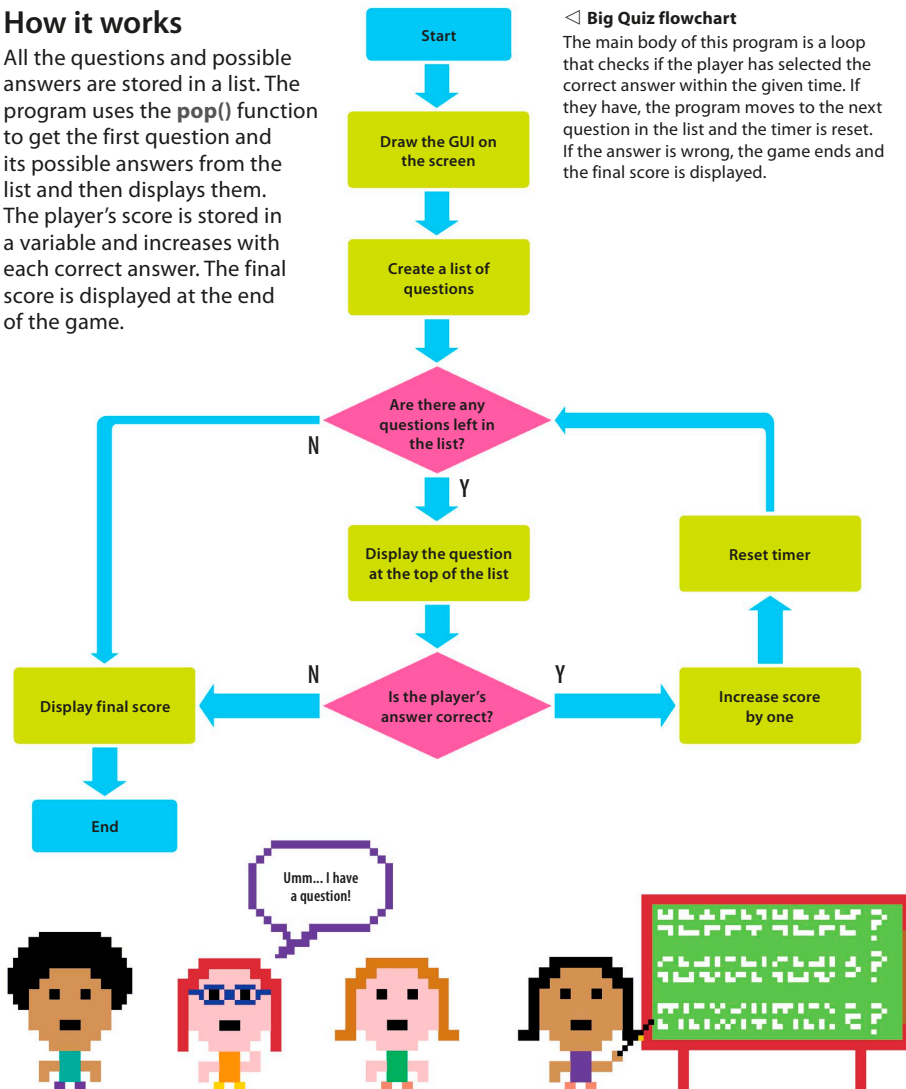 How it works
All the questions and possible
answers are stored in a list. The
program uses the pop() function
to get the first question and
its possible answers from the
list and then displays them.
The player’s score is stored in
a variable and increases with
each correct answer. The final
score is displayed at the end
of the game.
◁ Big Quiz flowchart
The main body of this program is a loop
that checks if the player has selected the
correct answer within the given time. If
they have, the program moves to the next
question in the list and the timer is reset.
If the answer is wrong, the game ends and
the final score is displayed.
Start
Draw the GUI on
the screen
Create a list of
questions
Are there any
questions left in
the list?
N
Y
Display the question
at the top of the list
Reset timer
N
Y
Display final score
Is the player’s
answer correct?
Increase score
by one
End
Umm... I have
a question!